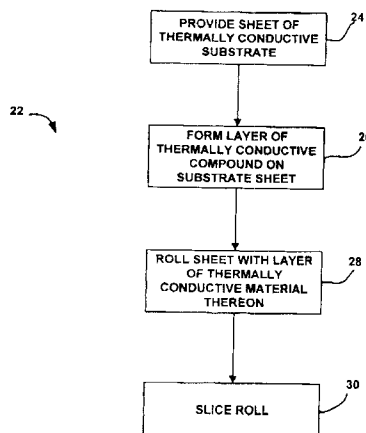 PROVIDE SHEET OF
THERMALLY CONDUCTIVE
SUBSTRATE
24
22
FORM LAYER OF
THERMALLY CONDUCTIVE
COMPOUND ON
SUBSTRATE SHEET
ROLL SHEET WITH LAYER
OF THERMALLY
CONDUCTIVE MATERIAL
THEREON
28
SLICE ROLL
30